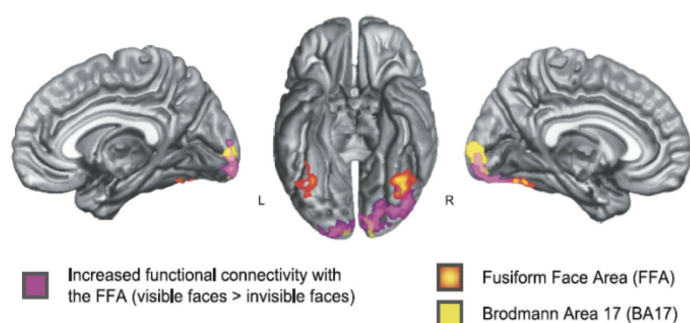 L
R
Increased functional connectivity with
the FFA (visible faces > invisible faces)
Fusiform Face Area (FFA)
Brodmann Area 17 (BA17)